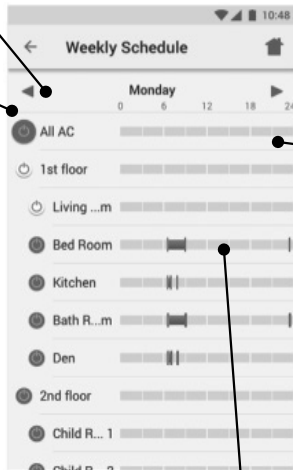 10:48
Weekly Schedule
Monday
0 6 12 18 24
All AC
1st floor
Living ...m
Bed Room
Kitchen
Bath R...m
Den
2nd floor
Child R... 1